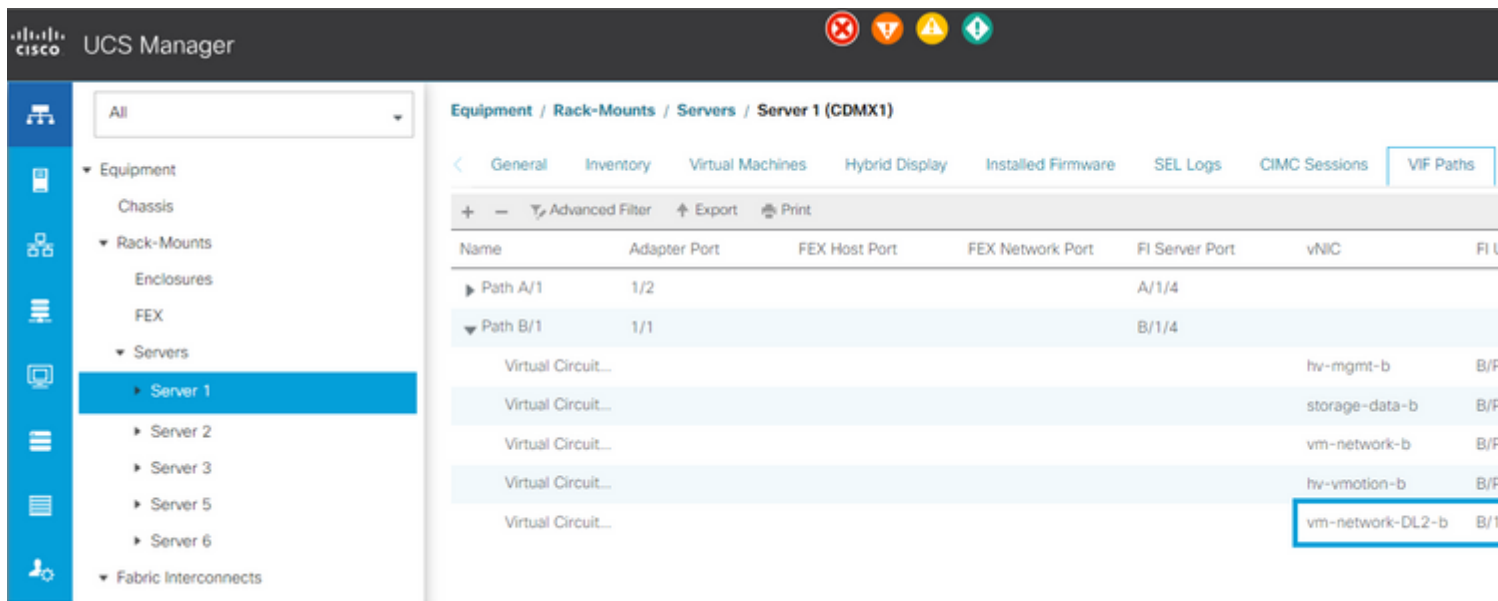 cisco UCS Manager
All
Equipment
Chassis
Rack-Mounts
Enclosures
FEX
Servers
Server 1
Server 2
Server 3
Server 5
Server 6
Fabric Interconnects
Equipment / Rack-Mounts / Servers / Server 1 (CDMX1)
General Inventory Virtual Machines Hybrid Display Installed Firmware SEL Logs CIMC Sessions VIF Paths
+ − Advanced Filter Export Print
Name Adapter Port FEX Host Port FEX Network Port FI Server Port vNIC FI
Path A/1 1/2 A/1/4
Path B/1 1/1 B/1/4
Virtual Circuit... hv-mgmt-b
Virtual Circuit... storage-data-b
Virtual Circuit... vm-network-b
Virtual Circuit... hv-vmotion-b
Virtual Circuit... vm-network-DL2-b B/1